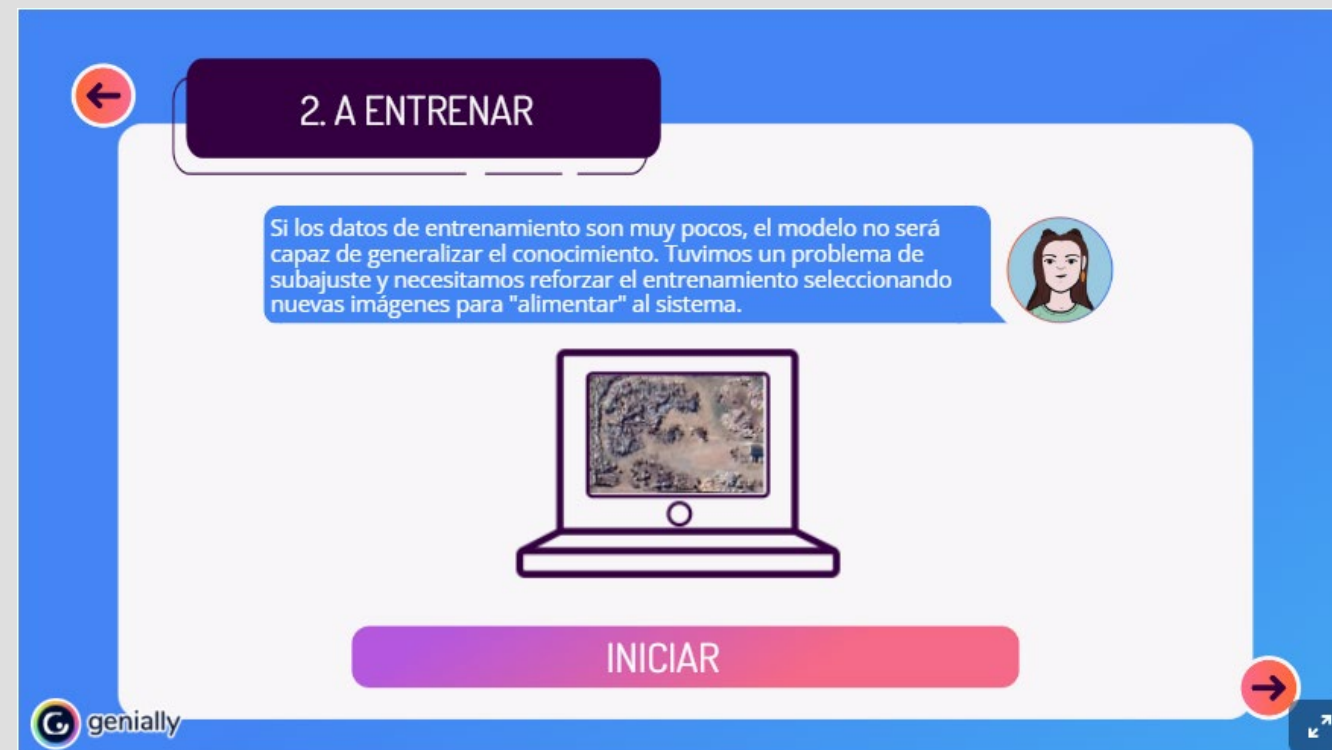 2. A ENTRENAR
Si los datos de entrenamiento son muy pocos, el modelo no será
capaz de generalizar el conocimiento. Tuvimos un problema de
subajuste y necesitamos reforzar el entrenamiento seleccionando
nuevas imágenes para "alimentar" al sistema.
INICIAR
genially